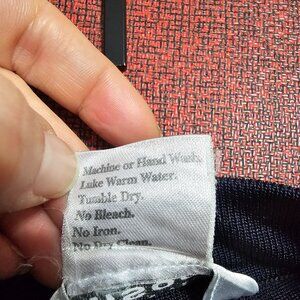 Machine or Hand Wash.
Luke Warm Water.
Tumble Dry.
No Bleach.
No Iron.
No Dry Clean.